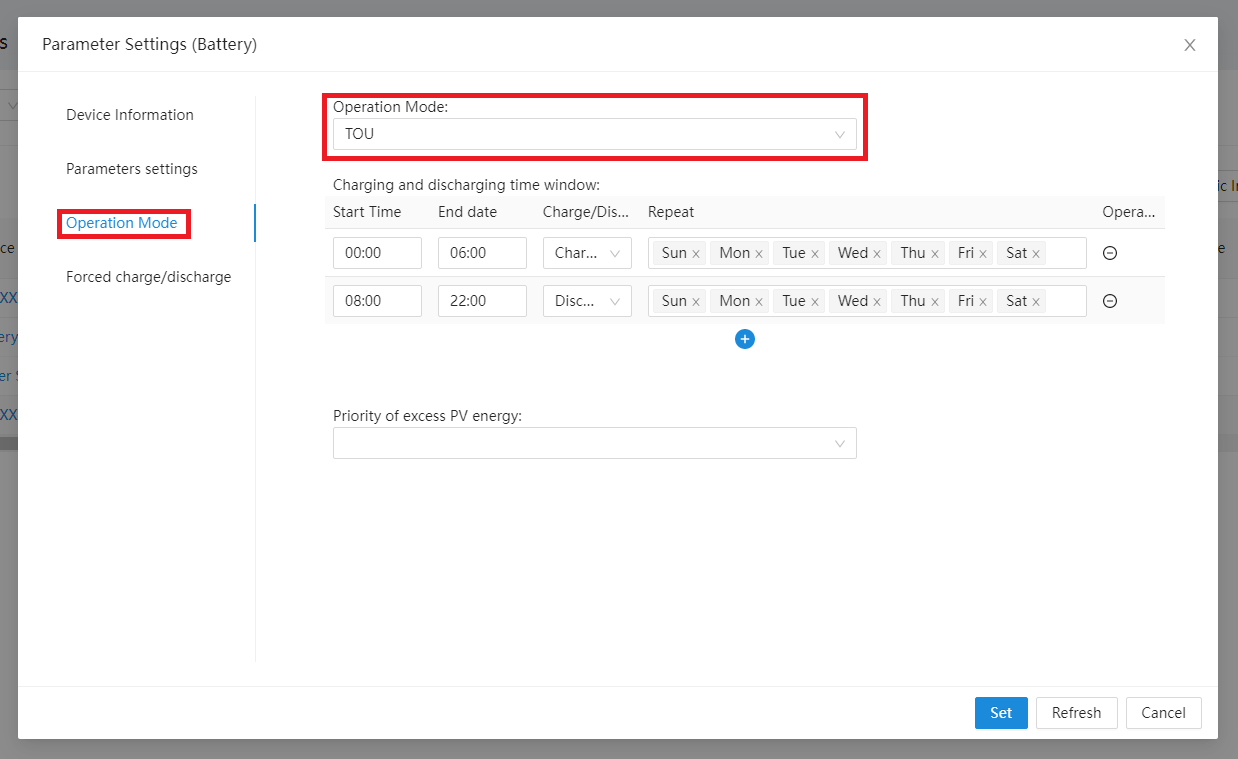 Parameter Settings (Battery)
Device Information
Parameters settings
Operation Mode
Forced charge/discharge
Operation Mode:
TOU
Charging and discharging time window:
Start Time End date Charge/Dis... Repeat Opera...
00:00 06:00 Char... Sun × Mon × Tue × Wed × Thu × Fri × Sat ×
08:00 22:00 Disc... Sun × Mon × Tue × Wed × Thu × Fri × Sat ×
Priority of excess PV energy:
Set Refresh Cancel